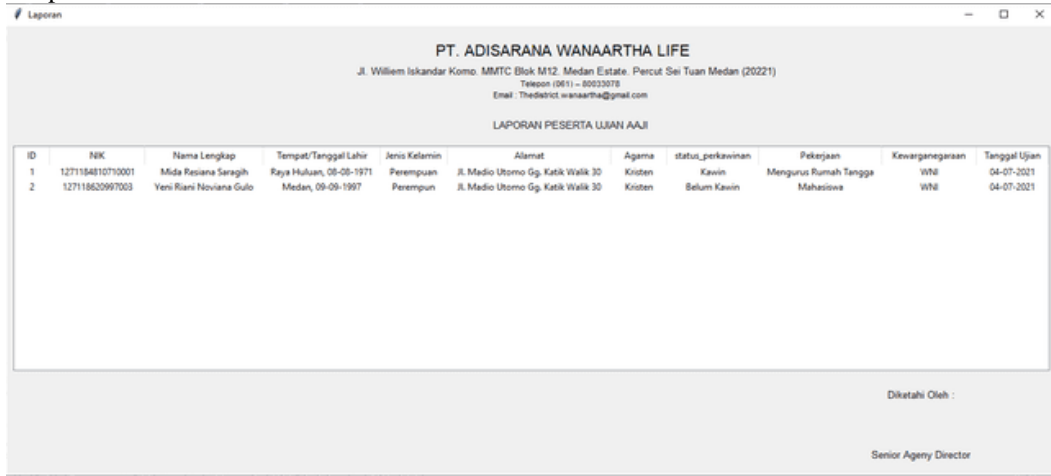 Laporan
PT. ADISARANA WANAARTHA LIFE
Jl. Williem Iskandar Komp. MMTC Blok M12. Medan Estate. Percut Sei Tuan Medan (20221)
Telepon (061) – 80033078
Email : Thedistrict.wanaartha@gmail.com
LAPORAN PESERTA UJIAN AAJI
ID NIK Nama Lengkap Tempat/Tanggal Lahir Jenis Kelamin Alamat Agama status_perkawinan Pekerjaan Kewarganegaraan Tanggal Ujian
1 1271184810710001 Mida Resiana Saragih Raya Huluan, 08-08-1971 Perempuan Jl. Madio Utomo Gg. Katik Walik 30 Kristen Kawin Mengurus Rumah Tangga WNI 04-07-2021
2 127118620997003 Yeni Riani Noviana Gulo Medan, 09-09-1997 Perempun Jl. Madio Utomo Gg. Katik Walik 30 Kristen Belum Kawin Mahasiswa WNI 04-07-2021
Diketahi Oleh :
Senior Ageny Director